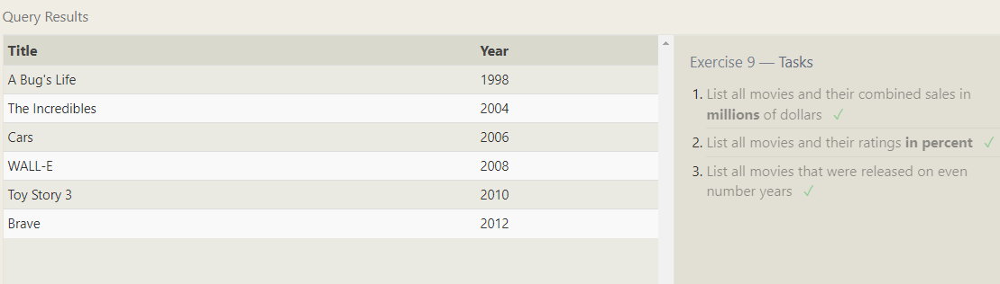 Query Results
Title Year
A Bug's Life 1998
The Incredibles 2004
Cars 2006
WALL-E 2008
Toy Story 3 2010
Brave 2012
Exercise 9 — Tasks
1. List all movies and their combined sales in
millions of dollars ✓
2. List all movies and their ratings in percent ✓
3. List all movies that were released on even
number years ✓